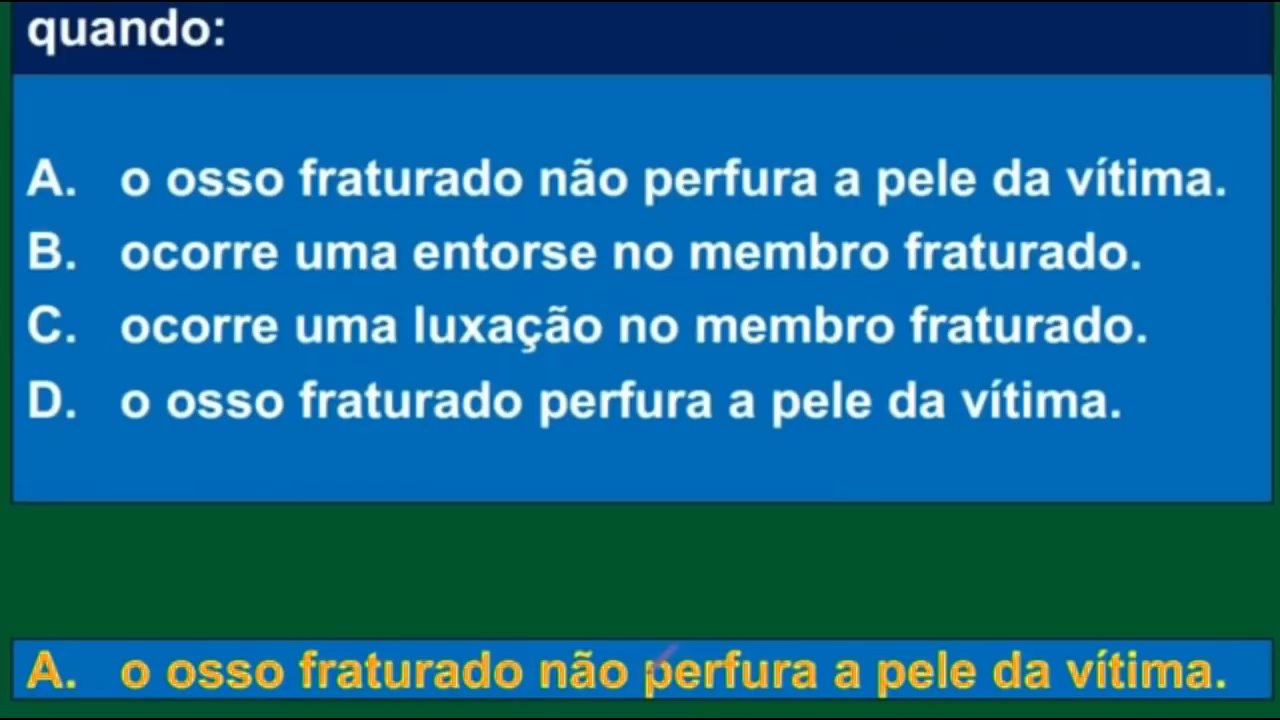 quando:
A. o osso fraturado não perfura a pele da vítima.
B. ocorre uma entorse no membro fraturado.
C. ocorre uma luxação no membro fraturado.
D. o osso fraturado perfura a pele da vítima.
A. o osso fraturado não perfura a pele da vítima.